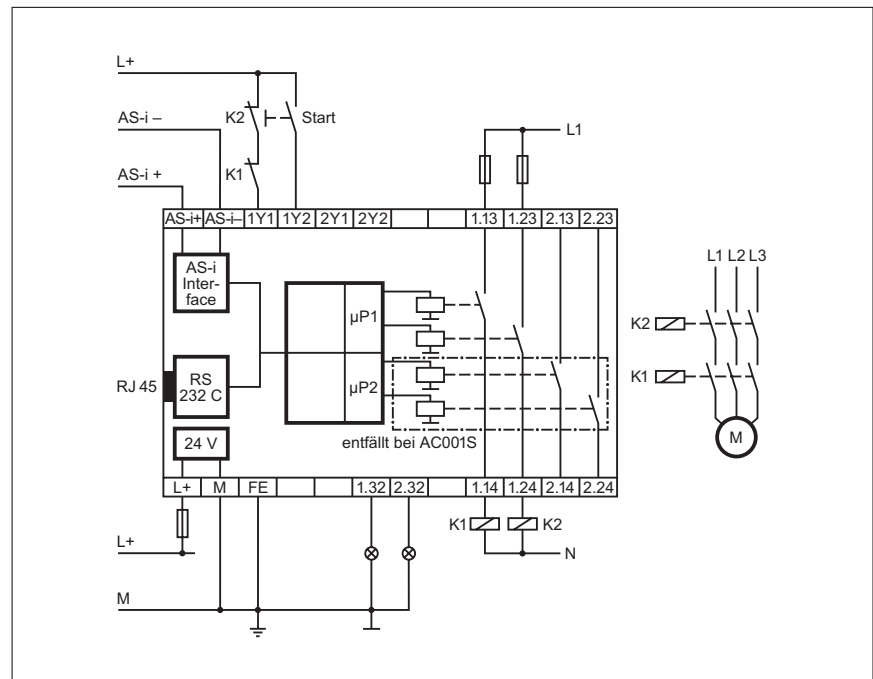 L+
AS-i –
AS-i +
K2
Start
K1
L1
AS-i+ AS-i– 1Y1 1Y2 2Y1 2Y2 1.13 1.23 2.13 2.23
AS-i
Inter-
face
µP1
µP2
RJ 45
RS
232 C
24 V
entfällt bei AC001S
L+ M FE 1.32 2.32 1.14 1.24 2.14 2.24
K1 K2
N
L+
M
L1 L2 L3
K2
K1
M